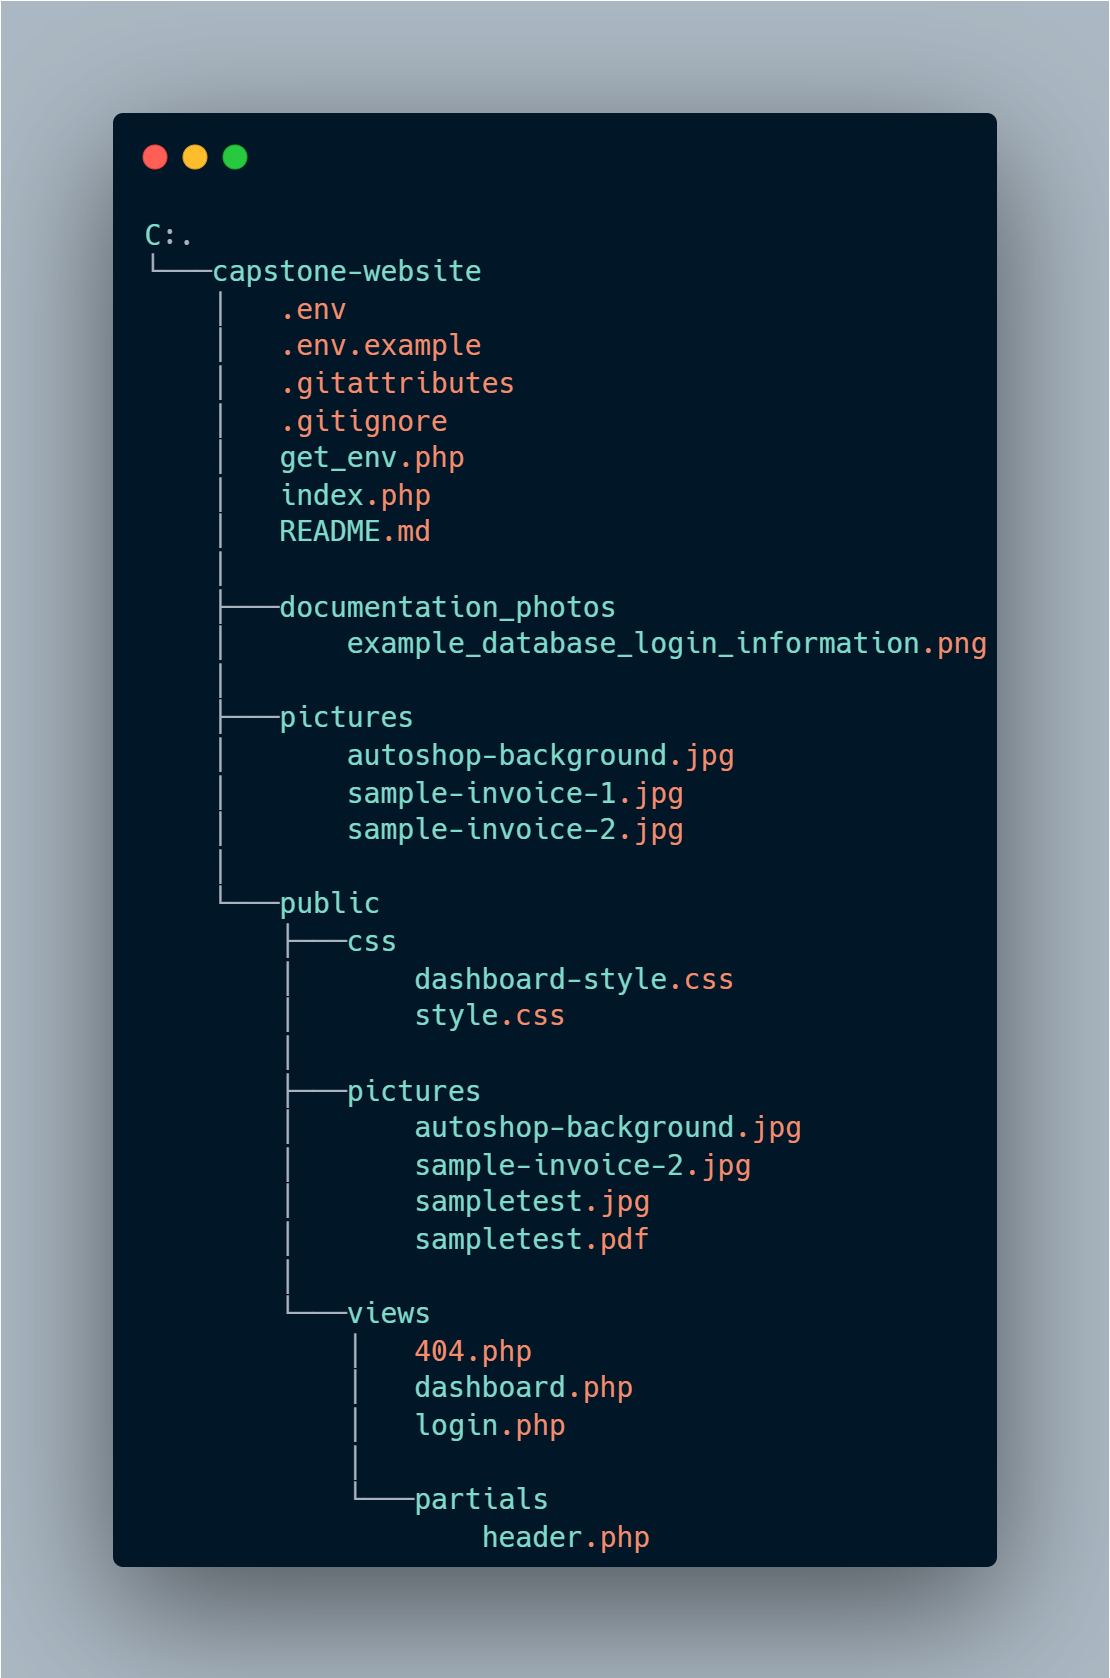 C:.
└───capstone-website
    │   .env
    │   .env.example
    │   .gitattributes
    │   .gitignore
    │   get_env.php
    │   index.php
    │   README.md
    │
    ├───documentation_photos
    │       example_database_login_information.png
    │
    ├───pictures
    │       autoshop-background.jpg
    │       sample-invoice-1.jpg
    │       sample-invoice-2.jpg
    │
    └───public
        ├───css
        │       dashboard-style.css
        │       style.css
        │
        ├───pictures
        │       autoshop-background.jpg
        │       sample-invoice-2.jpg
        │       sampletest.jpg
        │       sampletest.pdf
        │
        └───views
            │   404.php
            │   dashboard.php
            │   login.php
            │
            └───partials
                    header.php